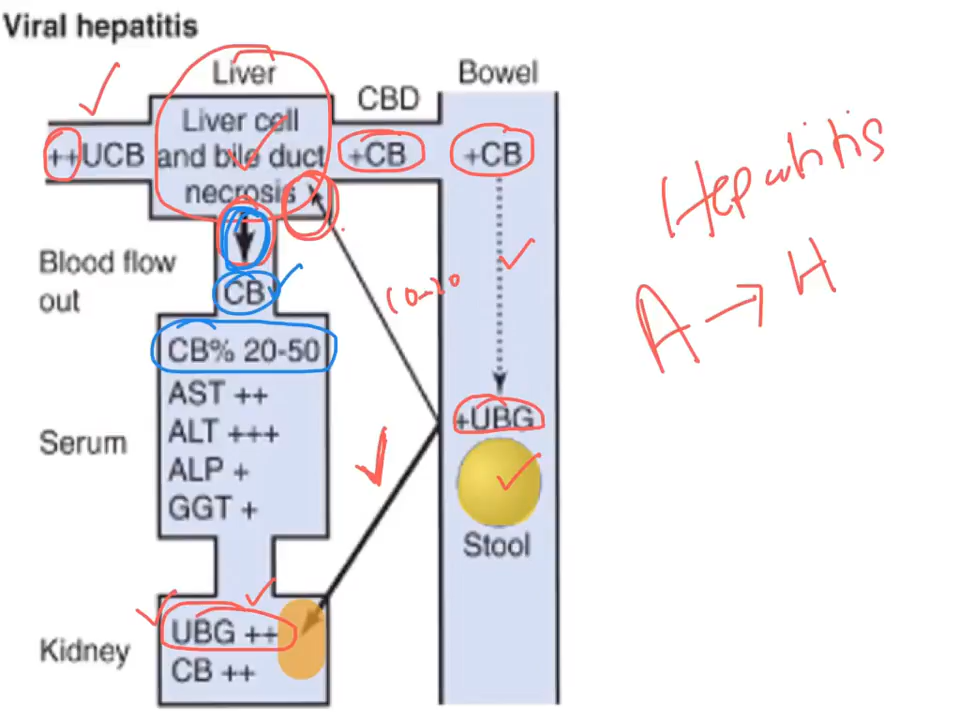 Viral hepatitis
Liver
Bowel
CBD
++UCB
Liver cell
and bile duct
necrosis
+CB
+CB
Hepatitis
A → H
Blood flow
out
CB
CB% 20-50
AST ++
ALT +++
ALP +
GGT +
Serum
+UBG
Stool
Kidney
UBG ++
CB ++